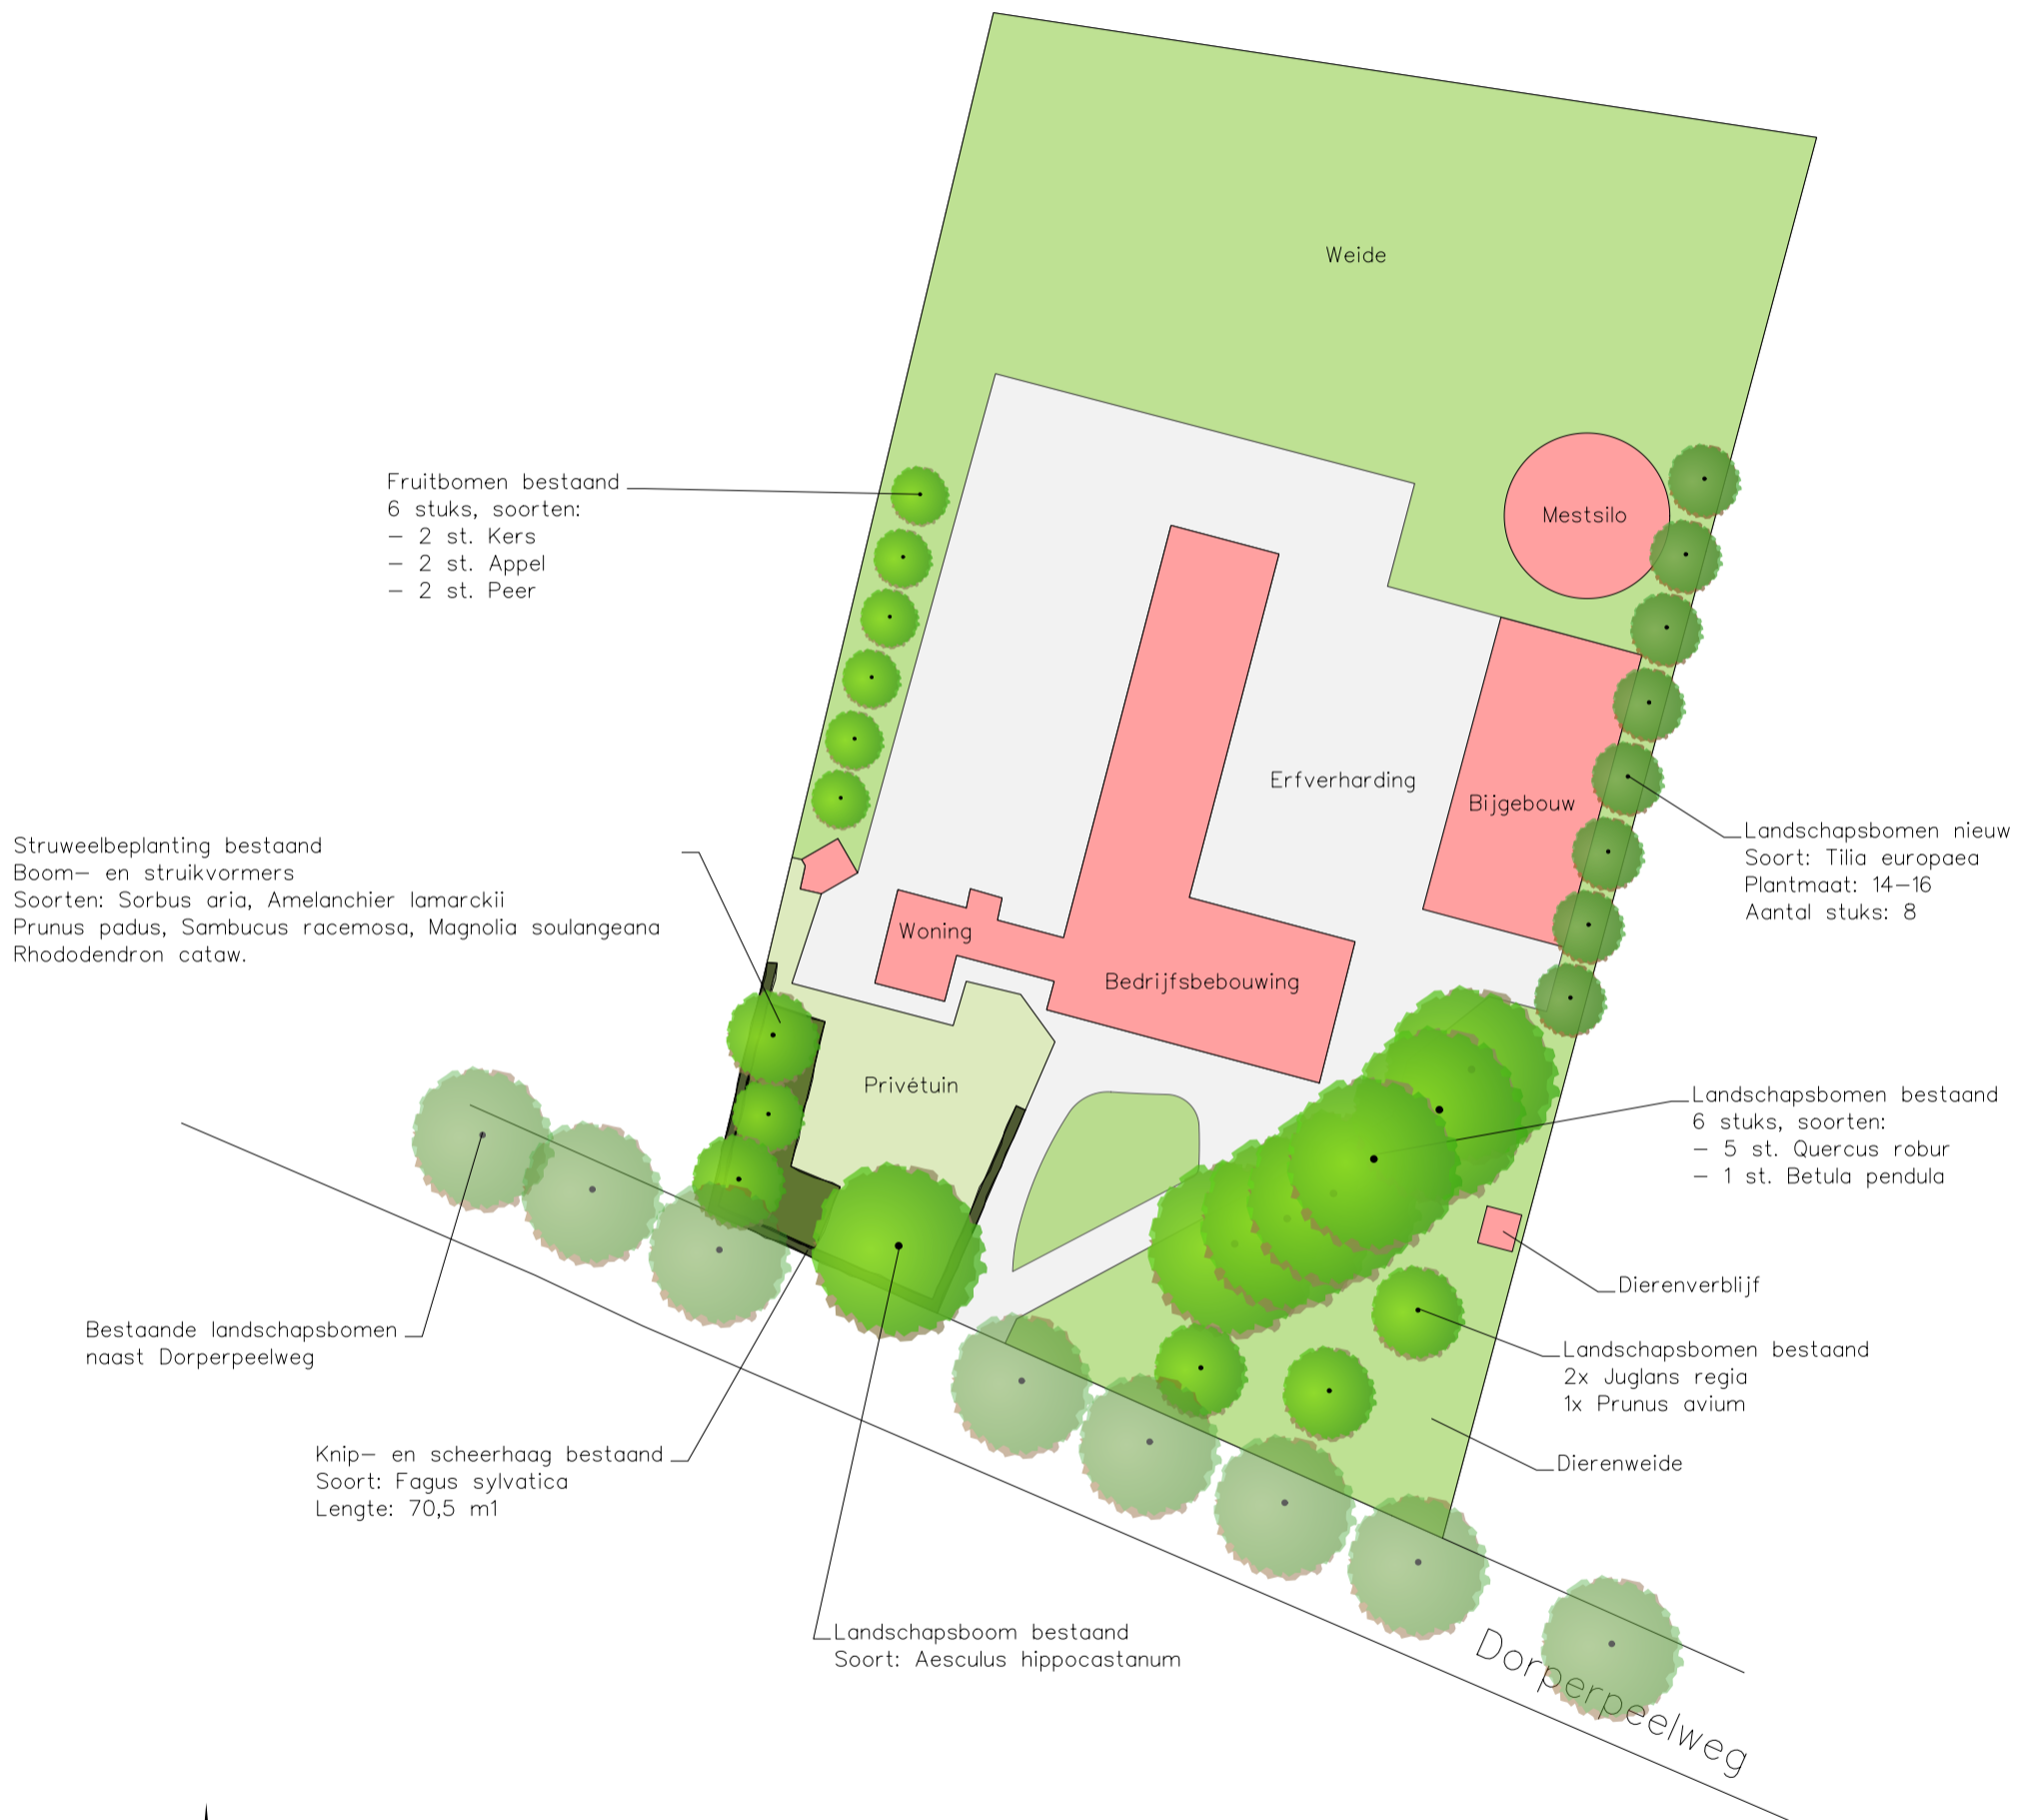 Weide
Fruitbomen bestaand
6 stuks, soorten:
– 2 st. Kers
– 2 st. Appel
– 2 st. Peer
Mestsilo
Erfverharding
Bijgebouw
Landschapsbomen nieuw
Soort: Tilia europaea
Plantmaat: 14–16
Aantal stuks: 8
Struweelbeplanting bestaand
Boom– en struikvormers
Soorten: Sorbus aria, Amelanchier lamarckii
Prunus padus, Sambucus racemosa, Magnolia soulangeana
Rhododendron cataw.
Woning
Bedrijfsbebouwing
Privétuin
Landschapsbomen bestaand
6 stuks, soorten:
– 5 st. Quercus robur
– 1 st. Betula pendula
Dierenverblijf
Bestaande landschapsbomen
naast Dorperpeelweg
Landschapsbomen bestaand
2x Juglans regia
1x Prunus avium
Knip– en scheerhaag bestaand
Soort: Fagus sylvatica
Lengte: 70,5 m1
Dierenweide
Landschapsboom bestaand
Soort: Aesculus hippocastanum
Dorperpeelweg